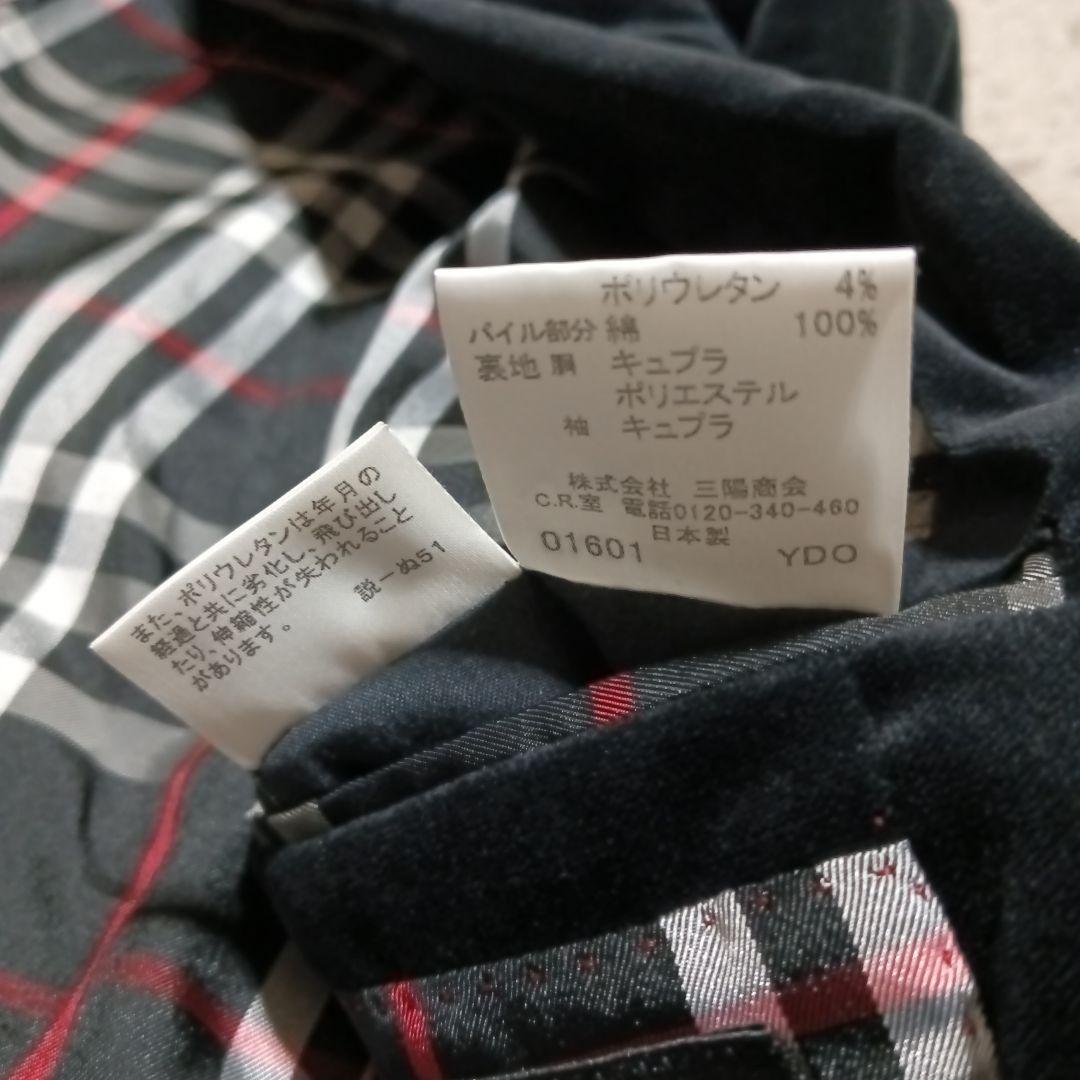 ポリウレタン 4%
パイル部分 綿 100%
裏地 胴 キュプラ
ポリエステル
袖 キュプラ
株式会社 三陽商会
C.R.室 電話0120-340-460
日本製
01601 YDO
また、ポリウレタンは年月の
経過と共に劣化し、飛び出し
たり、伸縮性が失われること
があります。
説-ぬ51